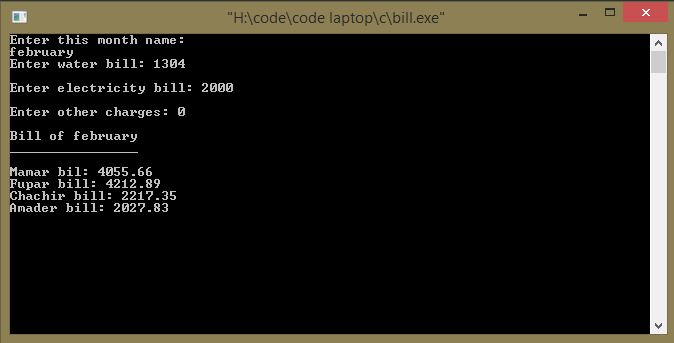 "H:\code\code laptop\c\bill.exe"
Enter this month name:
february
Enter water bill: 1304
Enter electricity bill: 2000
Enter other charges: 0
Bill of february
________________
Mamar bil: 4055.66
Fupar bill: 4212.89
Chachir bill: 2217.35
Amader bill: 2027.83